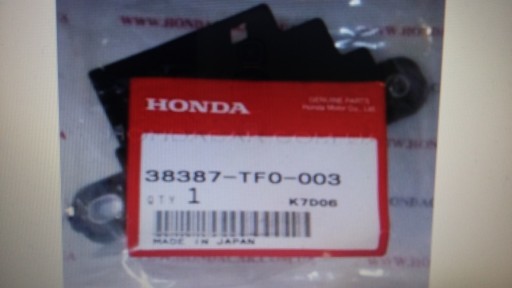 HONDA
GENUINE PARTS
Honda Motor Co., Ltd.
38387-TF0-003
QTY 1
K7D06
MADE IN JAPAN